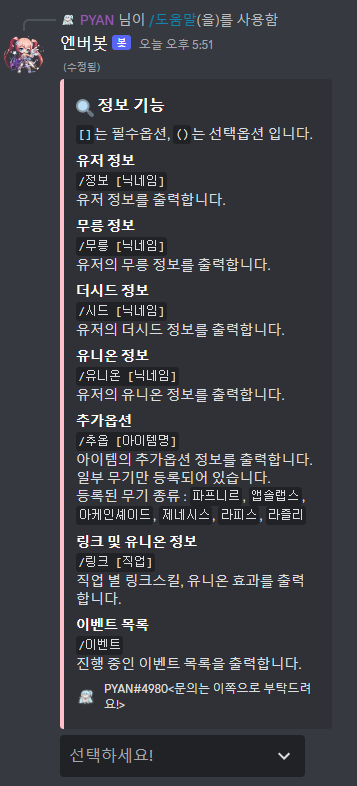 PYAN 님이 /도움말(을)를 사용함
엔버봇 봇 오늘 오후 5:51
(수정됨)
정보 기능
[]는 필수옵션, ()는 선택옵션 입니다.
유저 정보
/정보 [닉네임]
유저 정보를 출력합니다.
무릉 정보
/무릉 [닉네임]
유저의 무릉 정보를 출력합니다.
더시드 정보
/시드 [닉네임]
유저의 더시드 정보를 출력합니다.
유니온 정보
/유니온 [닉네임]
유저의 유니온 정보를 출력합니다.
추가옵션
/추옵 [아이템명]
아이템의 추가옵션 정보를 출력합니다.
일부 무기만 등록되어 있습니다.
등록된 무기 종류 : 파프니르, 앱솔랩스,
아케인셰이드, 제네시스, 라피스, 라즐리
링크 및 유니온 정보
/링크 [직업]
직업 별 링크스킬, 유니온 효과를 출력
합니다.
이벤트 목록
/이벤트
진행 중인 이벤트 목록을 출력합니다.
PYAN#4980<문의는 이쪽으로 부탁드려
요!>
선택하세요!